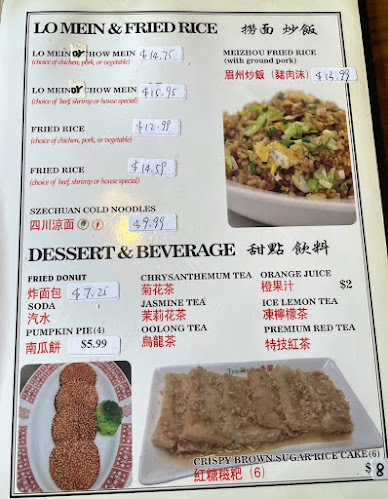 LO MEIN & FRIED RICE 撈面 炒飯
LO MEIN or CHOW MEIN $14.75
(choice of chicken, pork, or vegetable)
LO MEIN or CHOW MEIN $15.95
(choice of beef, shrimp or house special)
FRIED RICE $12.99
(choice of chicken, pork, or vegetable)
FRIED RICE $14.59
(choice of beef, shrimp or house special)
SZECHUAN COLD NOODLES
四川涼面 $9.99
MEIZHOU FRIED RICE
(with ground pork)
眉州炒飯（豬肉沫） $13.99
DESSERT & BEVERAGE 甜點 飲料
FRIED DONUT
炸面包 $7.25
SODA
汽水
PUMPKIN PIE(4)
南瓜餅 $5.99
CHRYSANTHEMUM TEA
菊花茶
JASMINE TEA
茉莉花茶
OOLONG TEA
烏龍茶
ORANGE JUICE
橙果汁 $2
ICE LEMON TEA
凍檸檬茶
PREMIUM RED TEA
特技紅茶
CRISPY BROWN SUGAR RICE CAKE(6)
紅糖糍粑（6） $8